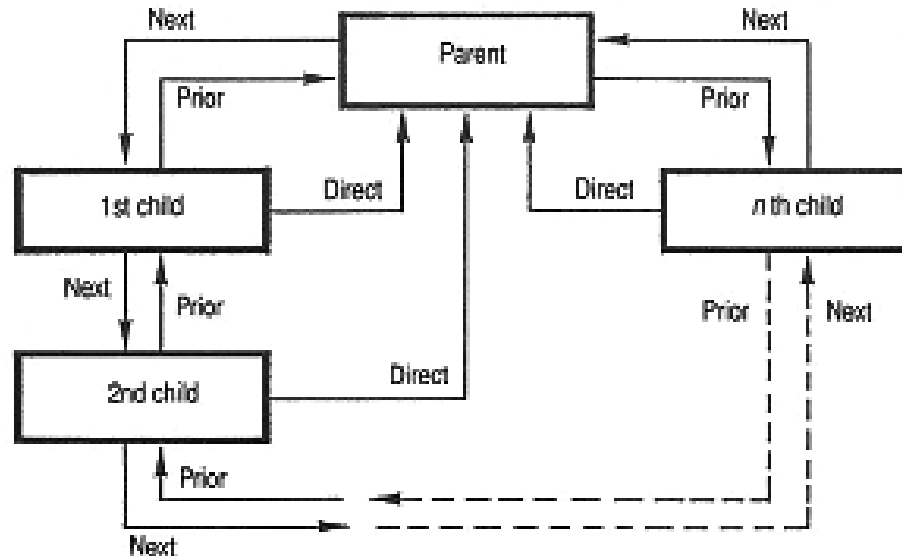 Next
Next
Parent
Prior
Prior
1st child
Direct
Direct
nth child
Next
Prior
Prior
Next
2nd child
Direct
Prior
Next